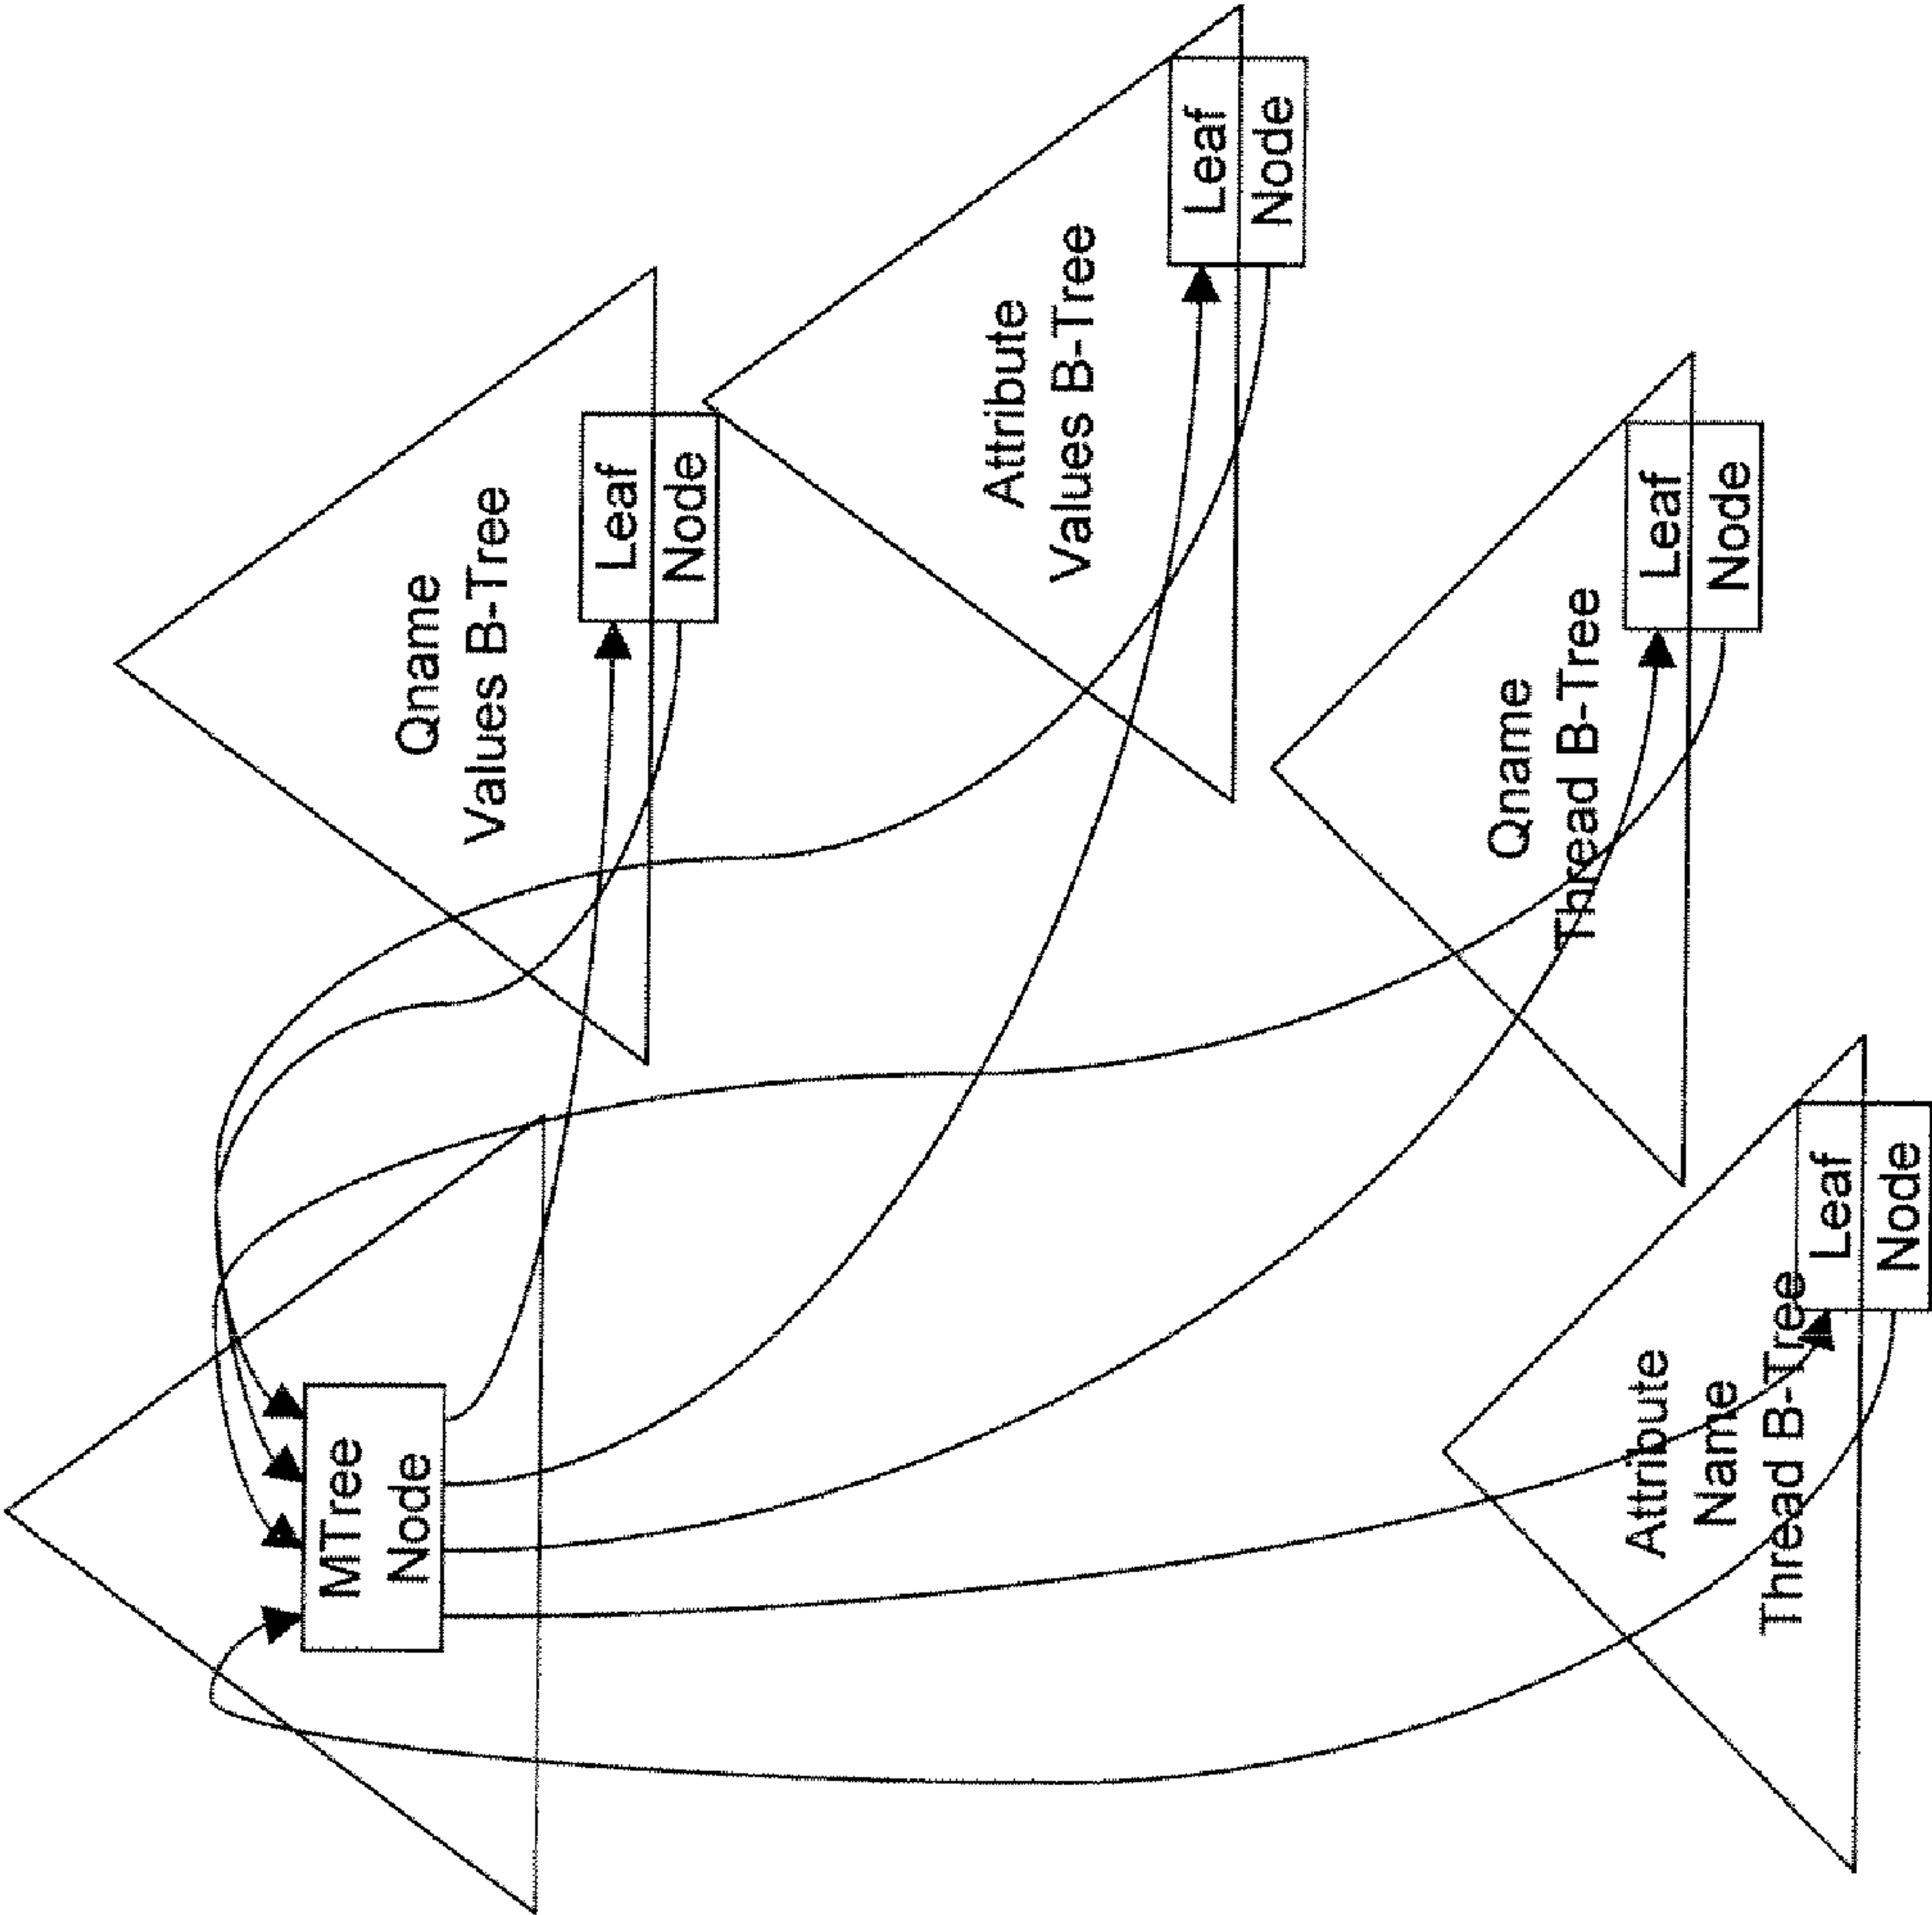 MTree
Node
Qname
Values B-Tree
Leaf
Node
Attribute
Values B-Tree
Leaf
Node
Qname
Thread B-Tree
Leaf
Node
Attribute
Name
Thread B-Tree
Leaf
Node